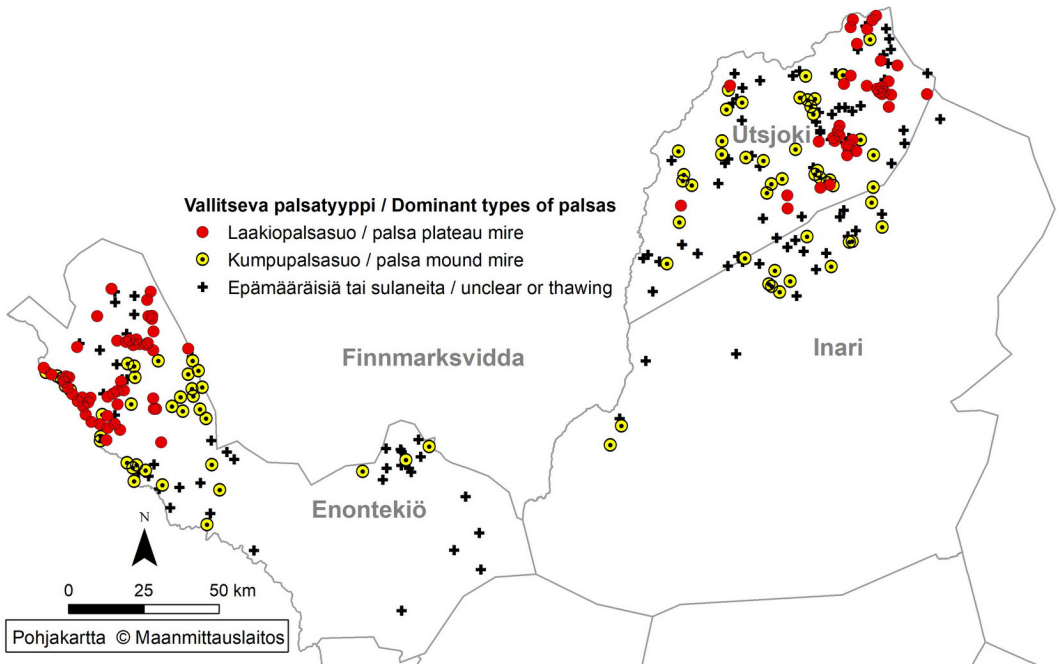 Utsjoki
Vallitseva palsatyyppi / Dominant types of palsas
Laakiopalsasuo / palsa plateau mire
Kumpupalsasuo / palsa mound mire
Epämääräisiä tai sulaneita / unclear or thawing
Finnmarksvidda
Inari
Enontekiö
N
0 25 50 km
Pohjakartta © Maanmittauslaitos